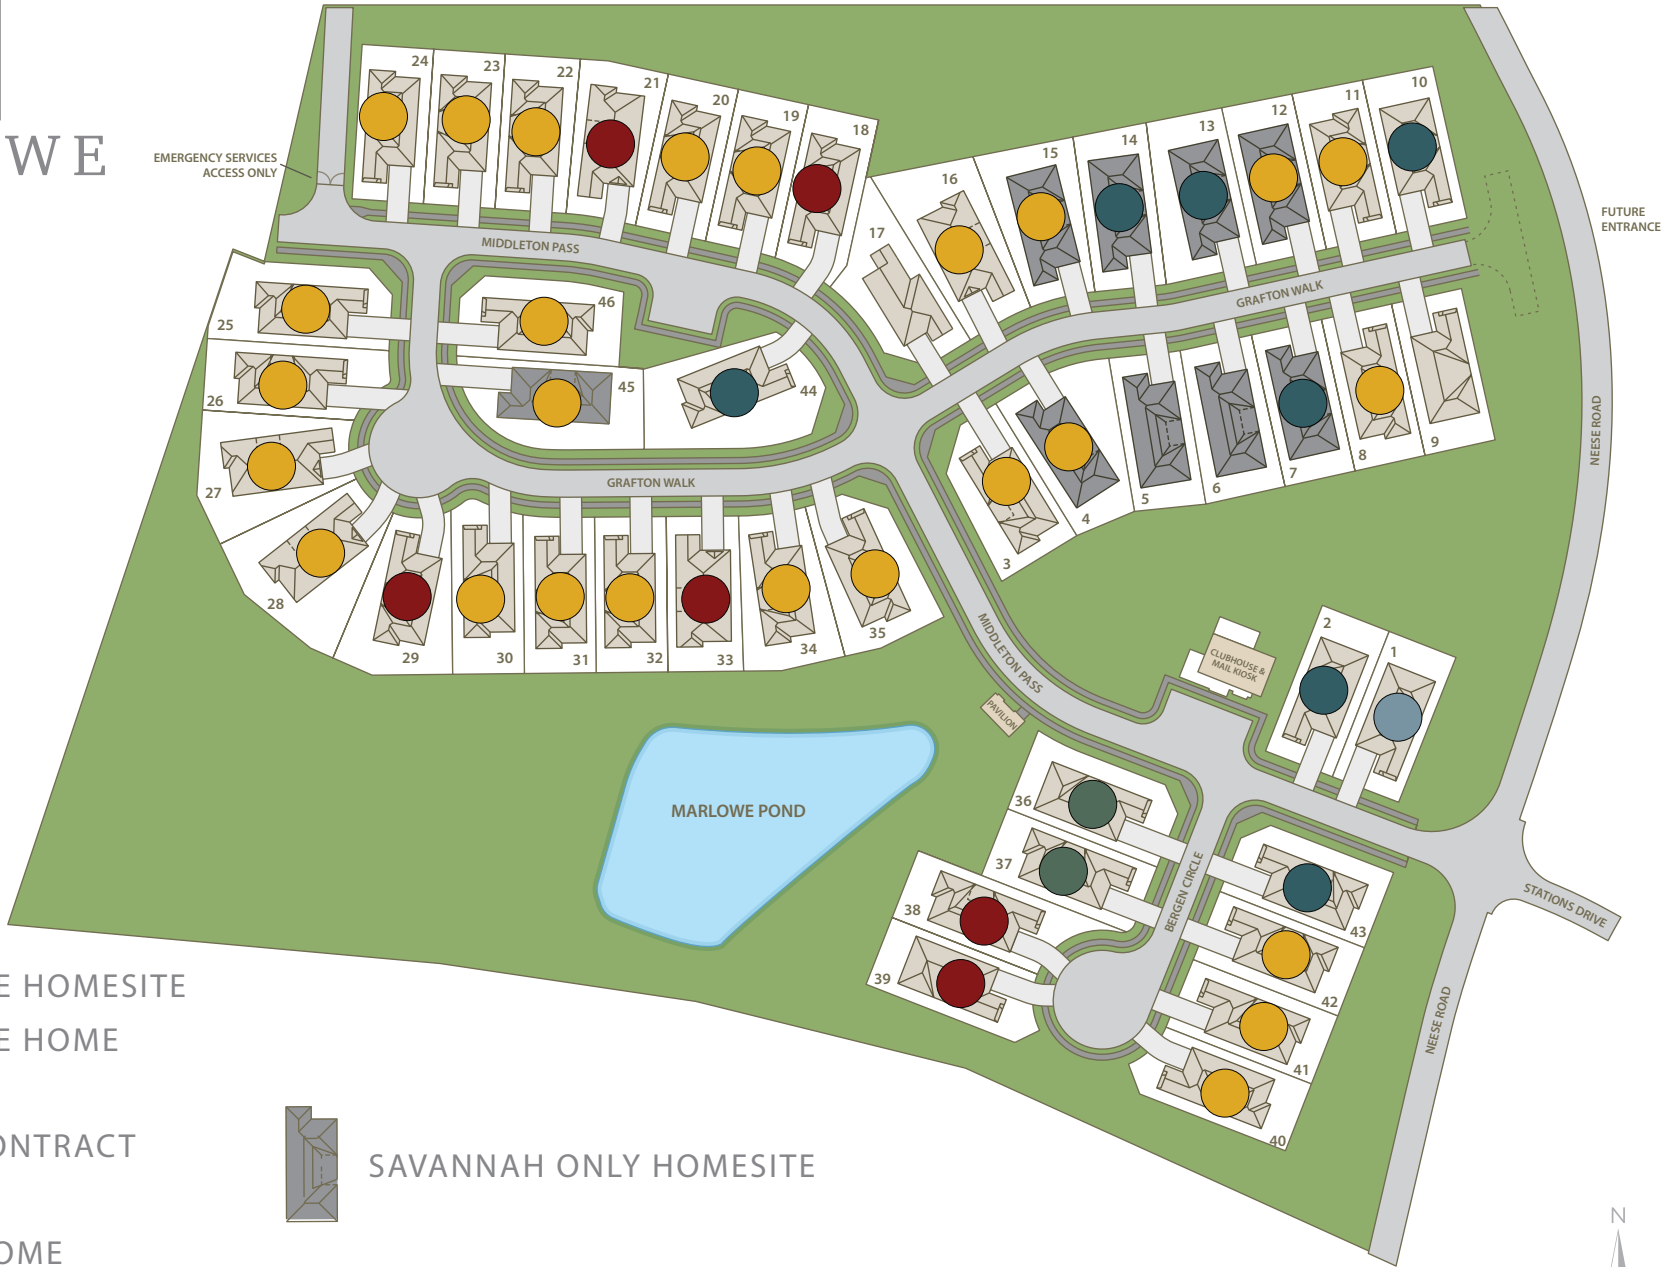 WE
EMERGENCY SERVICES
ACCESS ONLY
24
23
22
21
20
19
18
17
16
15
14
13
12
11
10
FUTURE
ENTRANCE
MIDDLETON PASS
GRAFTON WALK
25
46
26
45
44
27
GRAFTON WALK
28
29
30
31
32
33
34
35
3
4
5
6
7
8
9
NEESE ROAD
MIDDLETON PASS
CLUBHOUSE &
MAIL KIOSK
2
1
PAVILION
MARLOWE POND
36
37
38
39
BERGEN CIRCLE
43
42
41
40
STATIONS DRIVE
NEESE ROAD
E HOMESITE
E HOME
ONTRACT
SAVANNAH ONLY HOMESITE
OME
N